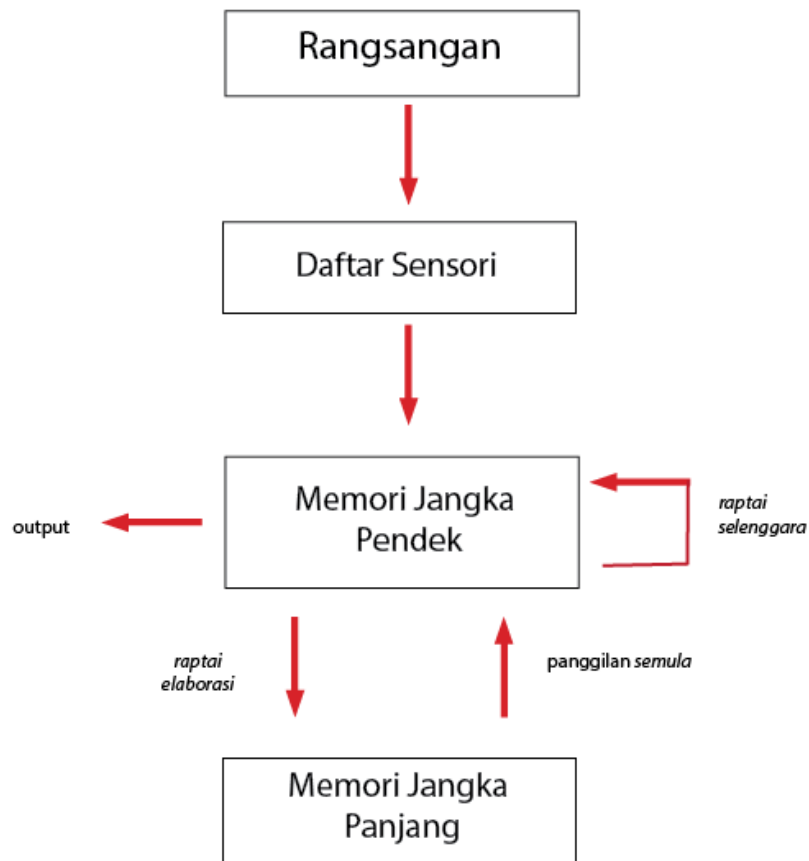 Rangsangan
Daftar Sensori
Memori Jangka
Pendek
output
raptai
selenggara
raptai
elaborasi
panggilan semula
Memori Jangka
Panjang